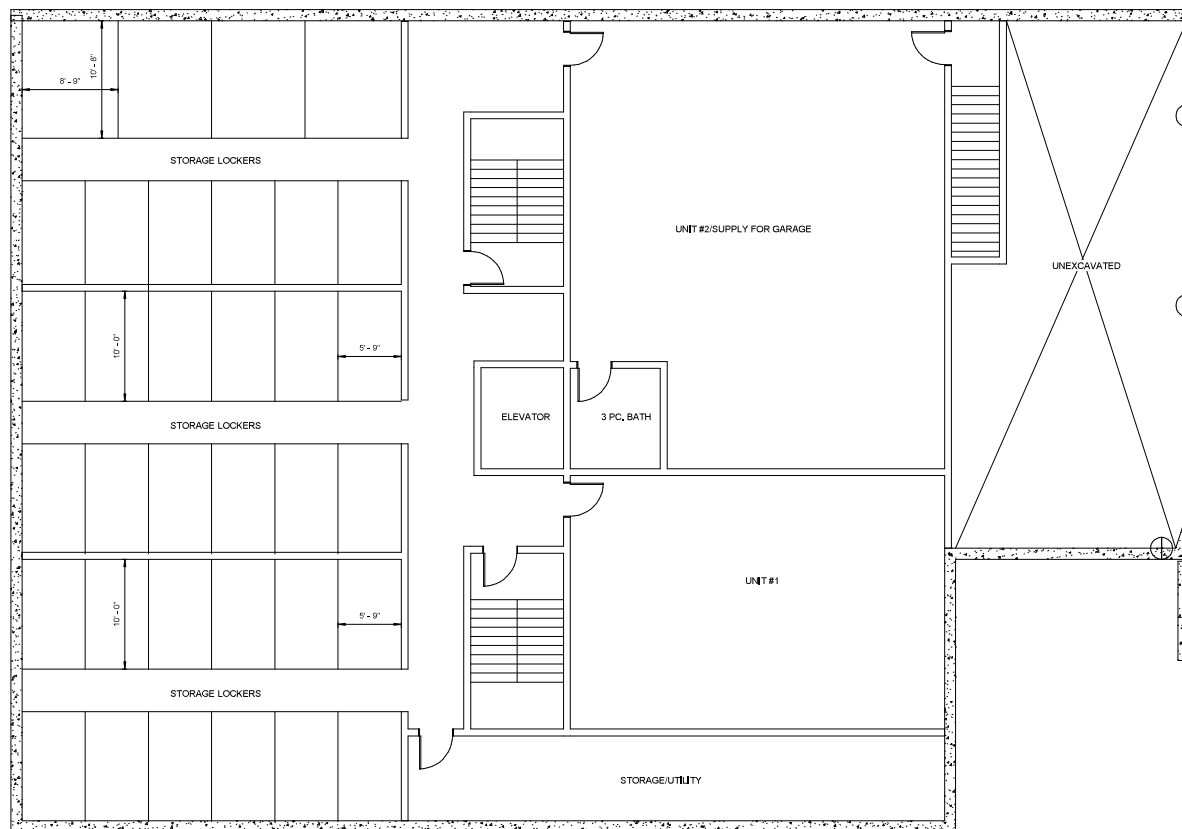 10' - 8"
8' - 9"
STORAGE LOCKERS
UNIT #2/SUPPLY FOR GARAGE
UNEXCAVATED
10' - 0"
5' - 9"
ELEVATOR
3 PC. BATH
STORAGE LOCKERS
UNIT #1
10' - 0"
5' - 9"
STORAGE LOCKERS
STORAGE/UTILITY